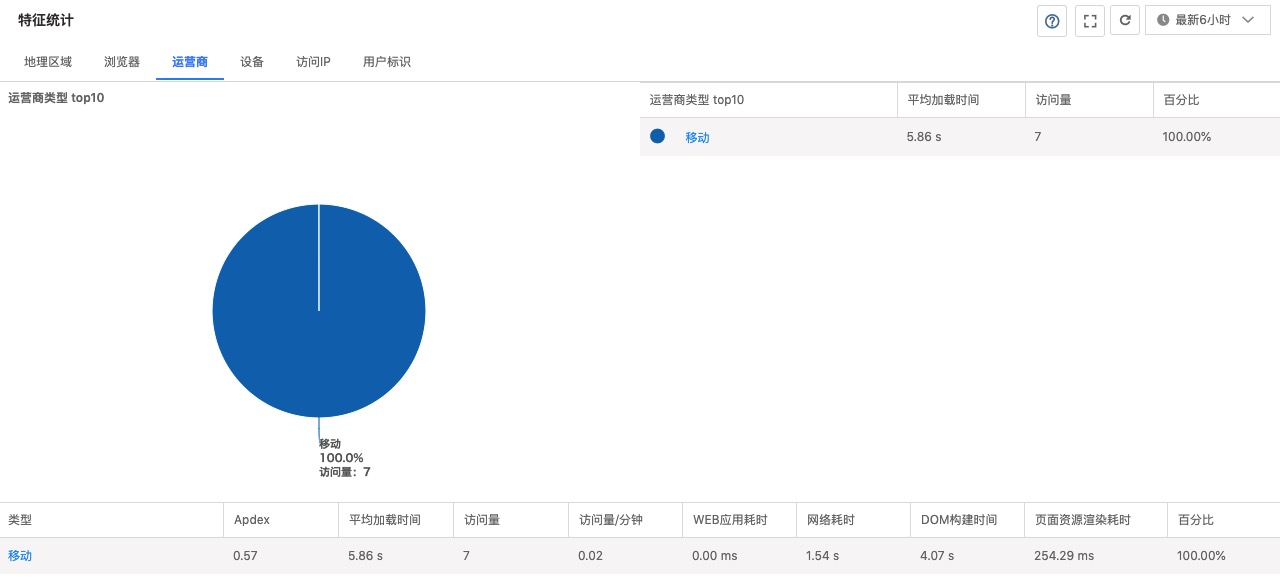 特征统计
最新6小时
地理区域 浏览器 运营商 设备 访问IP 用户标识
运营商类型 top10
运营商类型 top10 平均加载时间 访问量 百分比
移动 5.86 s 7 100.00%
移动
100.0%
访问量：7
类型 Apdex 平均加载时间 访问量 访问量/分钟 WEB应用耗时 网络耗时 DOM构建时间 页面资源渲染耗时 百分比
移动 0.57 5.86 s 7 0.02 0.00 ms 1.54 s 4.07 s 254.29 ms 100.00%